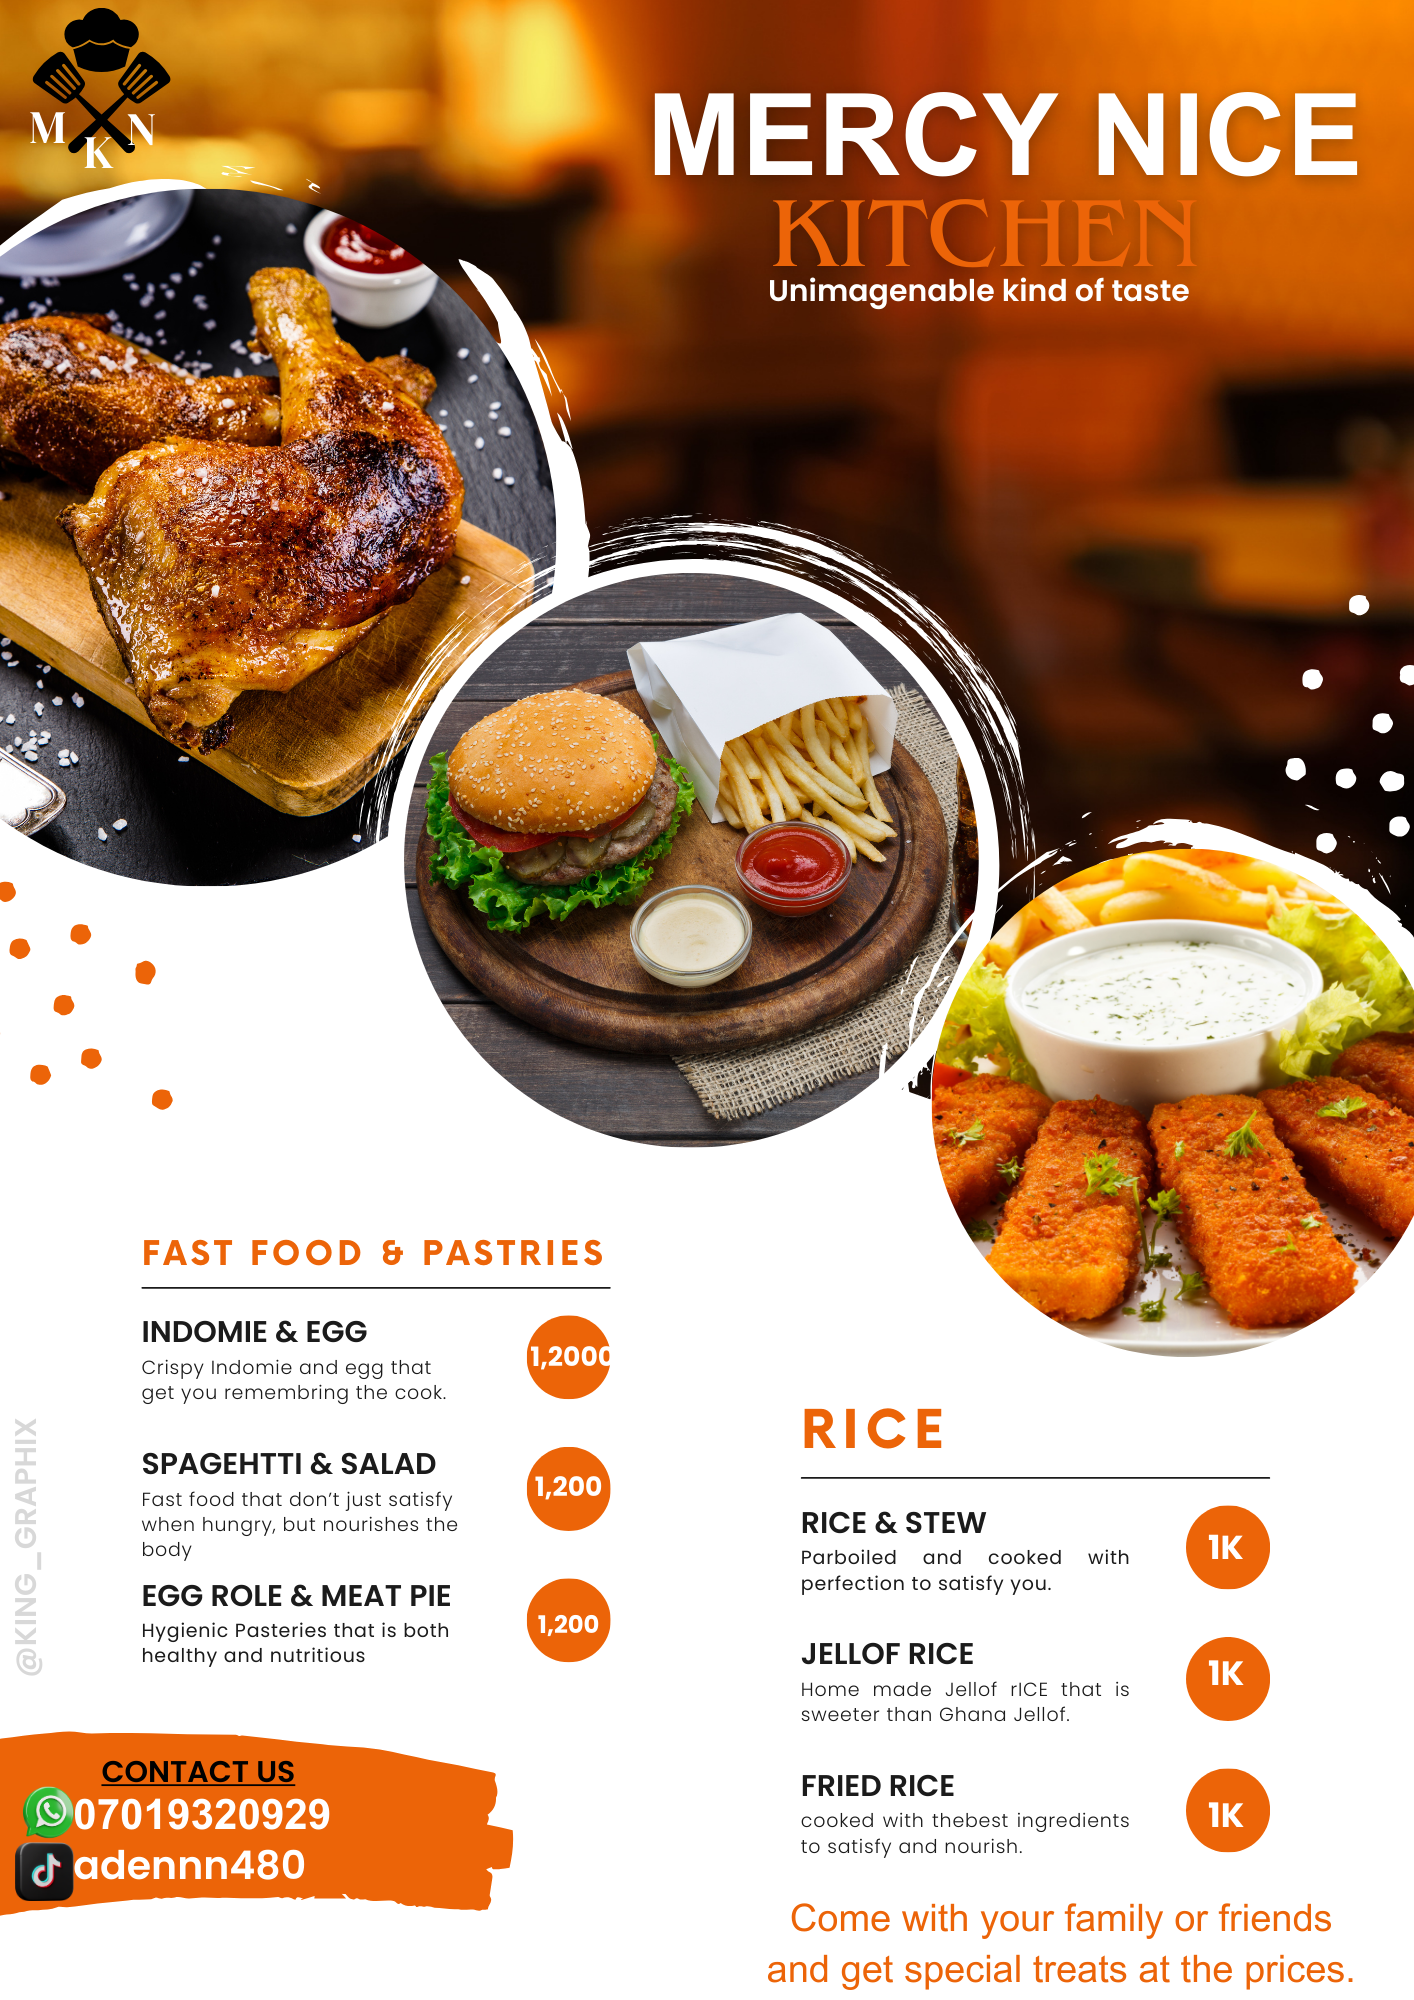 M K N
MERCY NICE
KITCHEN
Unimagenable kind of taste
FAST FOOD & PASTRIES
INDOMIE & EGG
Crispy Indomie and egg that
get you remembring the cook.
1,2000
SPAGEHTTI & SALAD
Fast food that don't just satisfy
when hungry, but nourishes the
body
1,200
EGG ROLE & MEAT PIE
Hygienic Pasteries that is both
healthy and nutritious
1,200
RICE
RICE & STEW
Parboiled and cooked with
perfection to satisfy you.
1K
JELLOF RICE
Home made Jellof rICE that is
sweeter than Ghana Jellof.
1K
FRIED RICE
cooked with thebest ingredients
to satisfy and nourish.
1K
@KING_GRAPHIX
CONTACT US
07019320929
adennn480
Come with your family or friends
and get special treats at the prices.